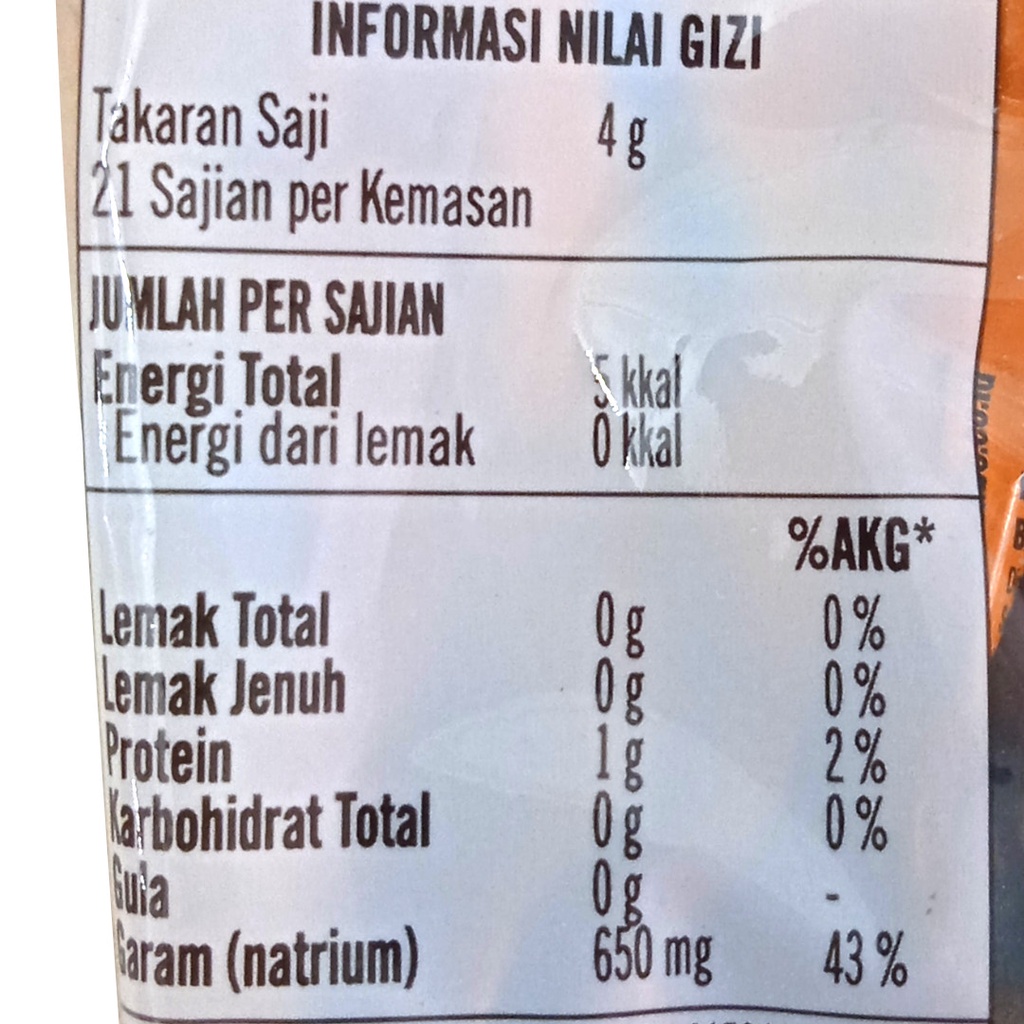 INFORMASI NILAI GIZI
Takaran Saji 4 g
21 Sajian per Kemasan
JUMLAH PER SAJIAN
Energi Total 5 kkal
Energi dari lemak 0 kkal
%AKG*
Lemak Total 0 g 0 %
Lemak Jenuh 0 g 0 %
Protein 1 g 2 %
Karbohidrat Total 0 g 0 %
Gula 0 g -
Garam (natrium) 650 mg 43 %